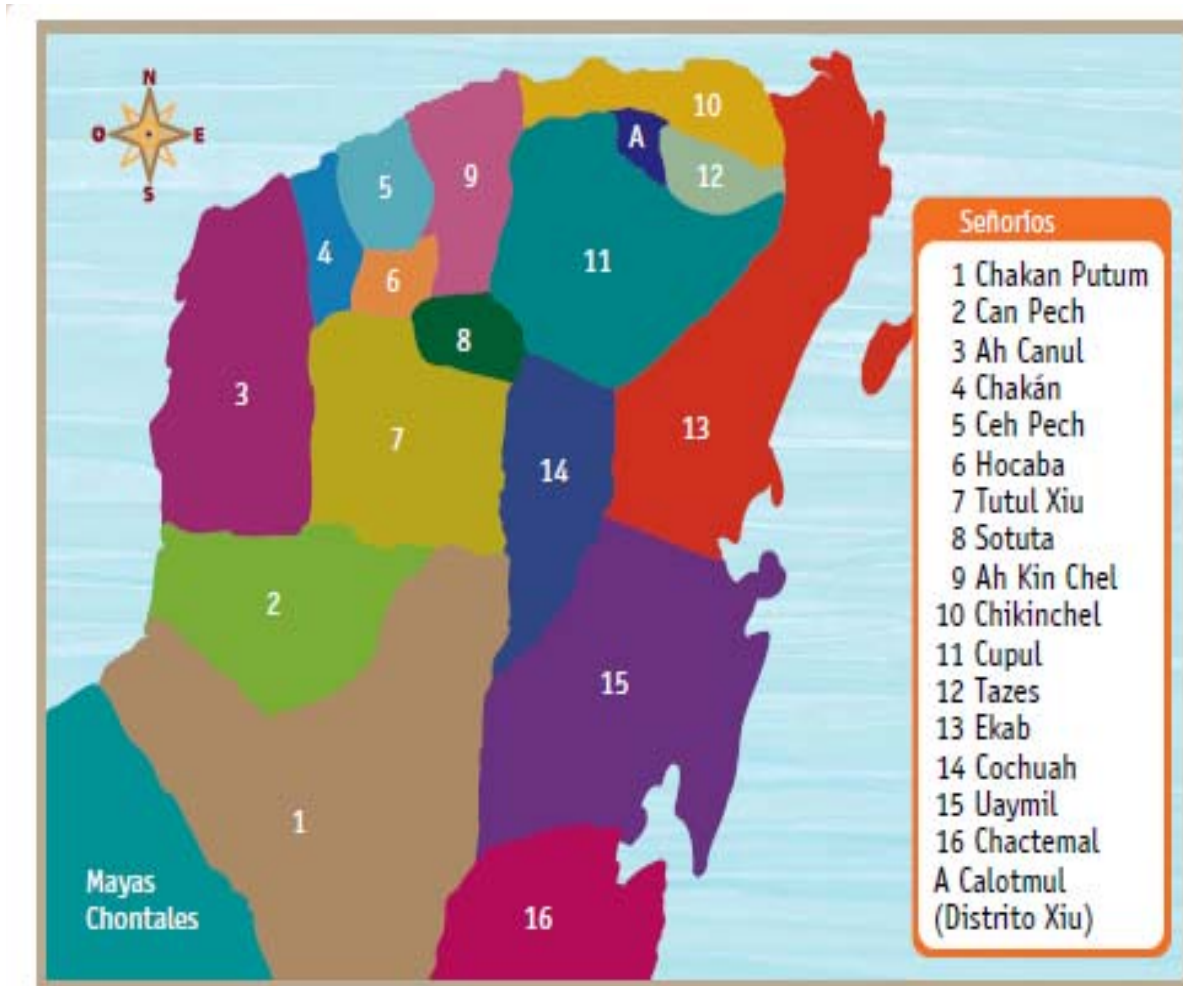 N
O E
S
10
A
12
9
5
4
11
6
8
3
13
7
14
2
15
1
16
Mayas
Chontales
Señoríos
1 Chakan Putum
2 Can Pech
3 Ah Canul
4 Chakán
5 Ceh Pech
6 Hocaba
7 Tutul Xiu
8 Sotuta
9 Ah Kin Chel
10 Chikinchel
11 Cupul
12 Tazes
13 Ekab
14 Cochuah
15 Uaymil
16 Chactemal
A Calotmul
(Distrito Xiu)